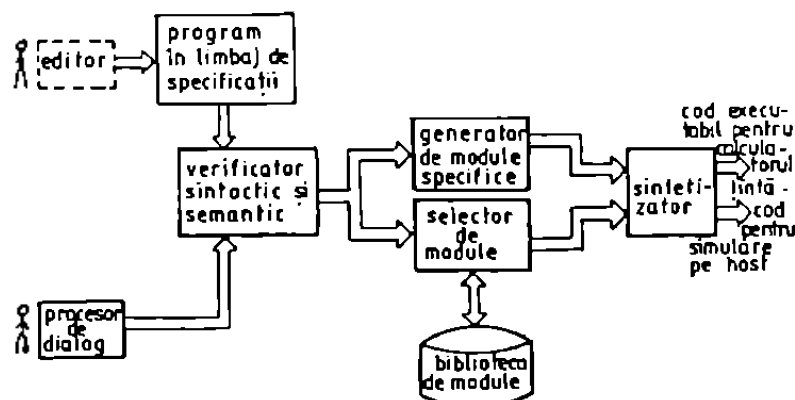 editor
program
în limbaj de
specificații
verificator
sintactic și
semantic
procesor
de
dialog
generator
de module
specifice
selector
de
module
biblioteca
de module
sinteti-
zator
cod execu-
tabil pentru
calcula-
torul
țintă -
cod
pentru
simulare
pe host